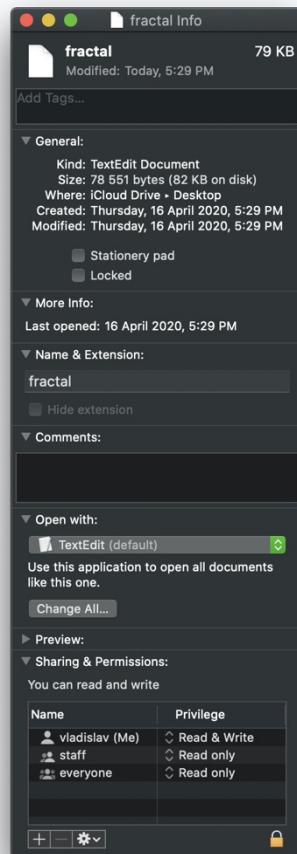 fractal Info
fractal 79 KB
Modified: Today, 5:29 PM
Add Tags...
General:
Kind: TextEdit Document
Size: 78 551 bytes (82 KB on disk)
Where: iCloud Drive ▸ Desktop
Created: Thursday, 16 April 2020, 5:29 PM
Modified: Thursday, 16 April 2020, 5:29 PM
Stationery pad
Locked
More Info:
Last opened: 16 April 2020, 5:29 PM
Name & Extension:
fractal
Hide extension
Comments:
Open with:
TextEdit (default)
Use this application to open all documents
like this one.
Change All...
Preview:
Sharing & Permissions:
You can read and write
Name Privilege
vladislav (Me) Read & Write
staff Read only
everyone Read only